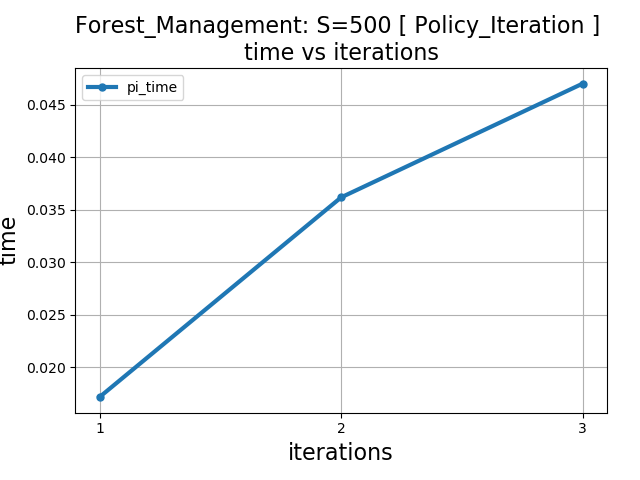 Forest_Management: S=500 [ Policy_Iteration ]
time vs iterations
pi_time
0.045
0.040
0.035
0.030
0.025
0.020
time
1 2 3
iterations